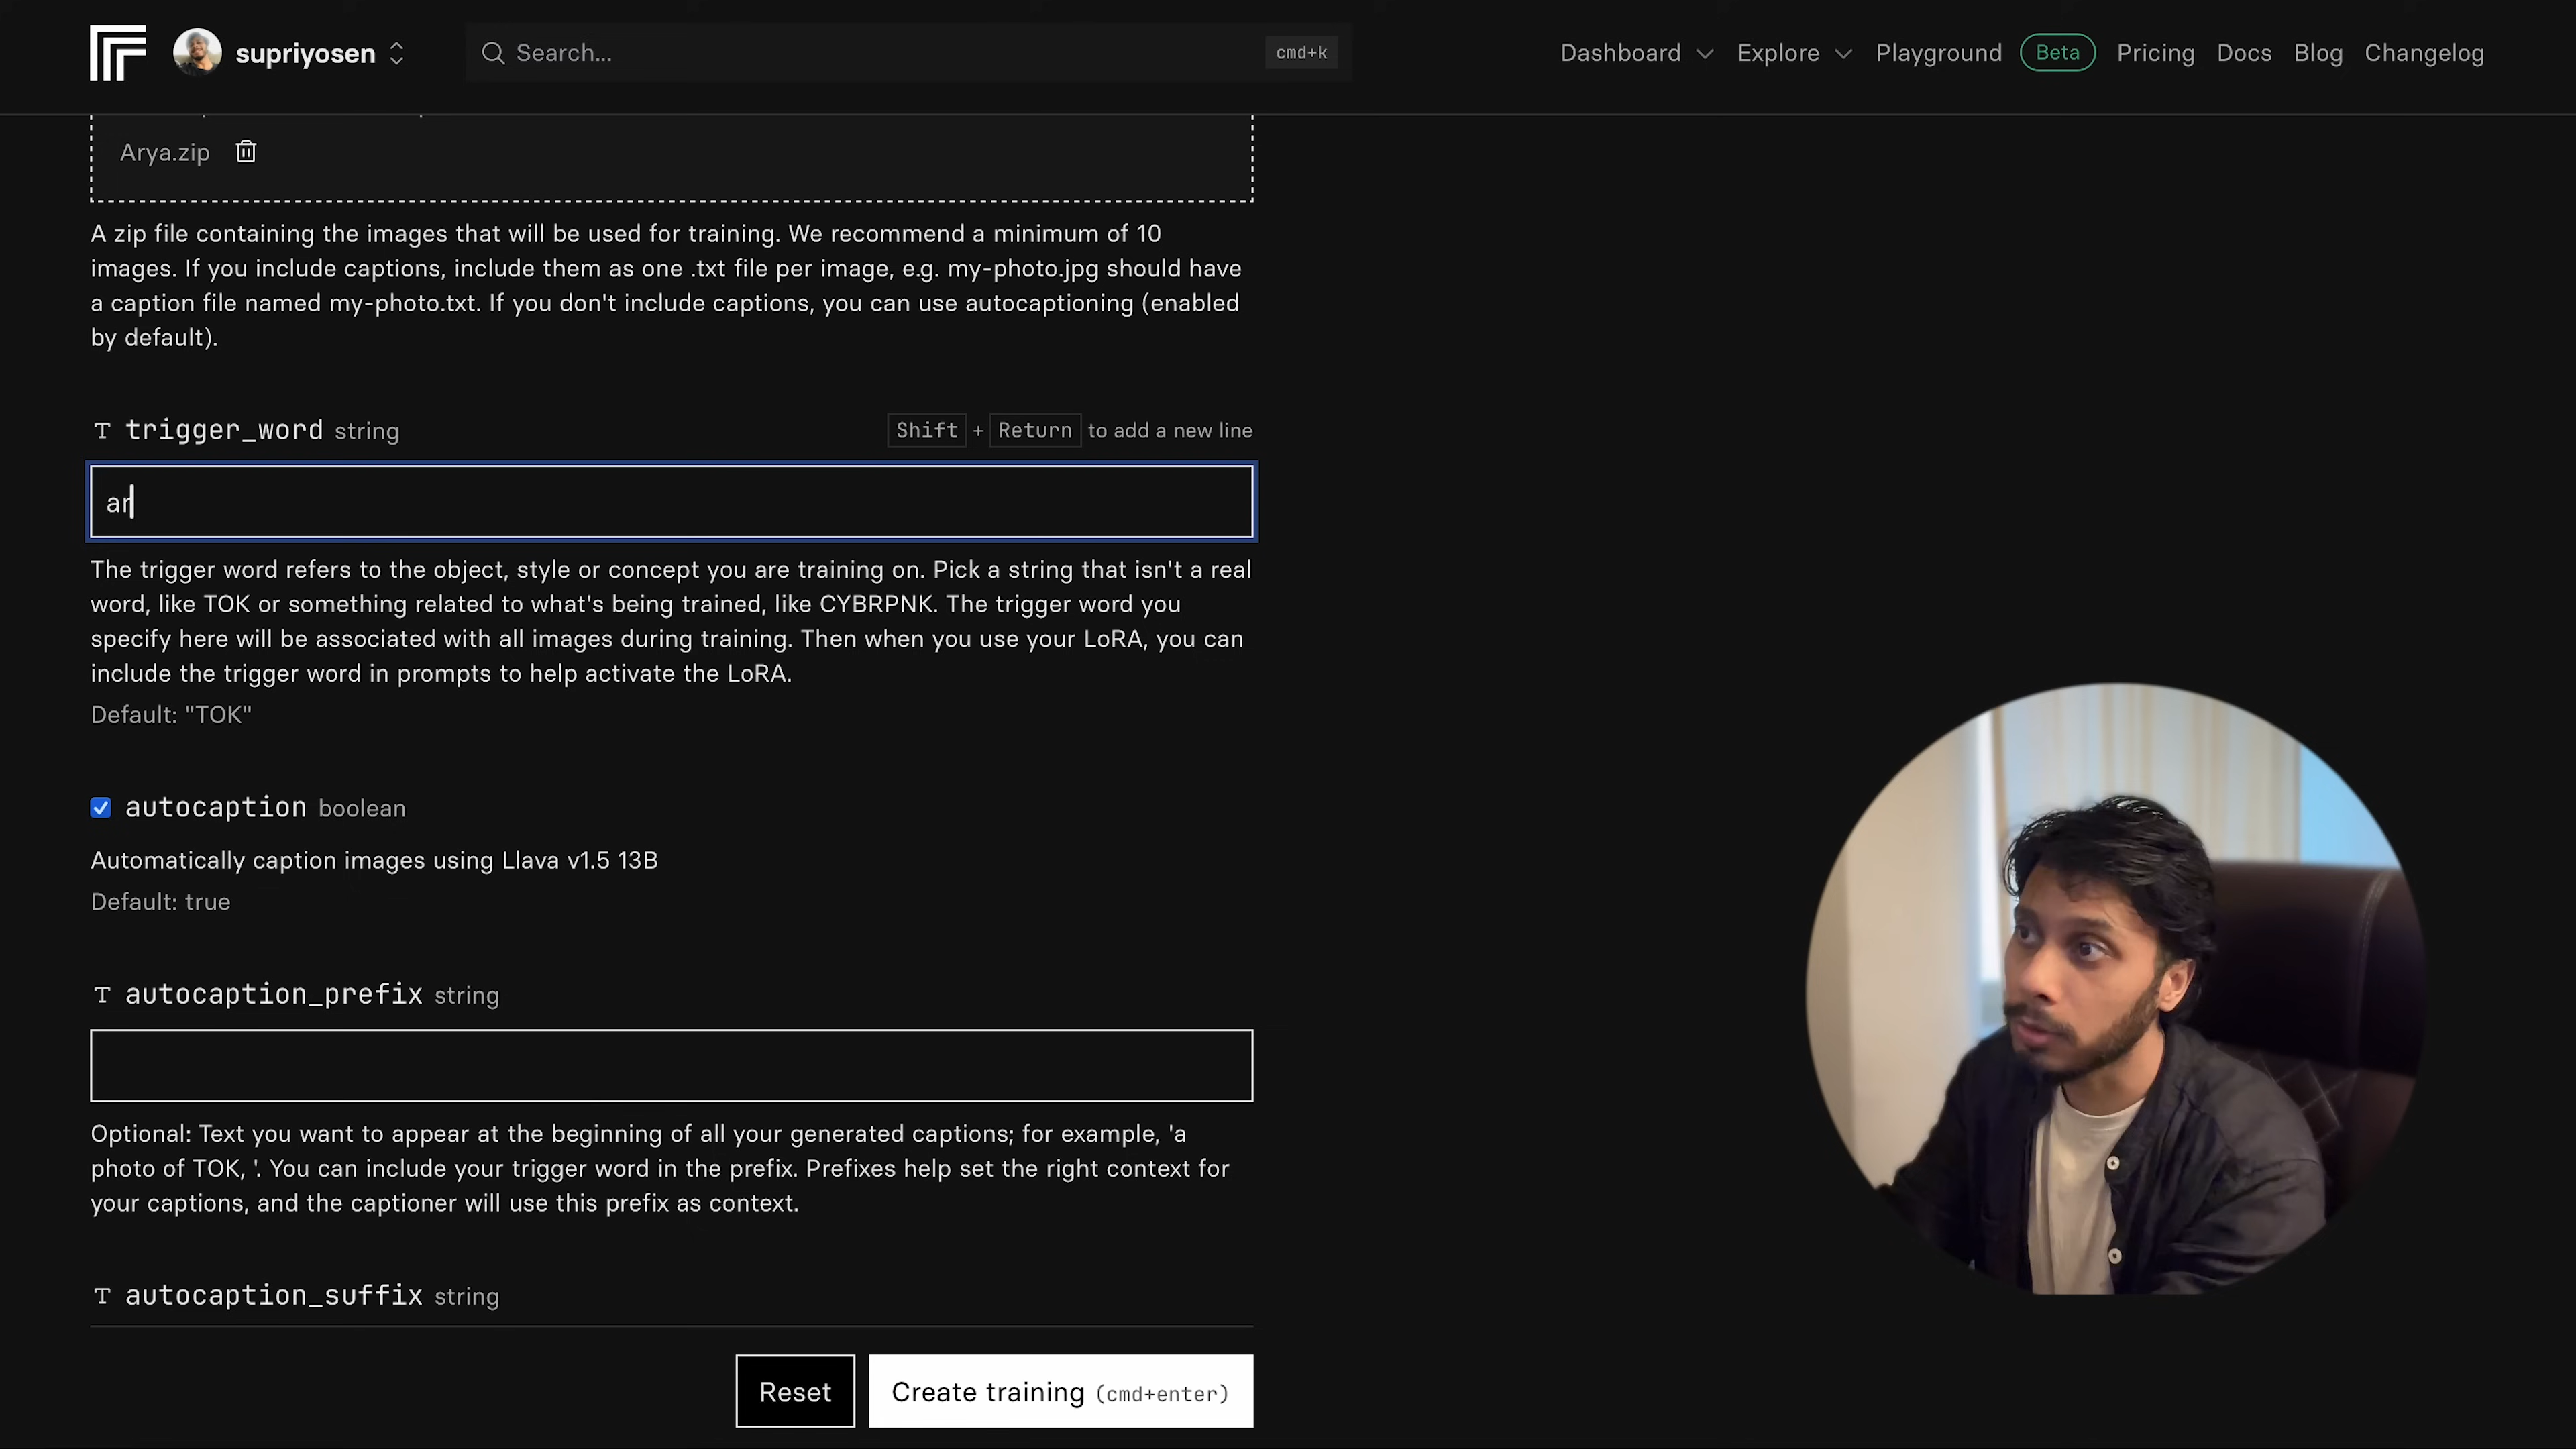 supriyosen
Search...
cmd+k
Dashboard
Explore
Playground
Beta
Pricing
Docs
Blog
Changelog
Arya.zip
A zip file containing the images that will be used for training. We recommend a minimum of 10
images. If you include captions, include them as one .txt file per image, e.g. my-photo.jpg should have
a caption file named my-photo.txt. If you don't include captions, you can use autocaptioning (enabled
by default).
T trigger_word string
Shift + Return to add a new line
ar
The trigger word refers to the object, style or concept you are training on. Pick a string that isn't a real
word, like TOK or something related to what's being trained, like CYBRPNK. The trigger word you
specify here will be associated with all images during training. Then when you use your LoRA, you can
include the trigger word in prompts to help activate the LoRA.
Default: "TOK"
autocaption boolean
Automatically caption images using Llava v1.5 13B
Default: true
T autocaption_prefix string
Optional: Text you want to appear at the beginning of all your generated captions; for example, 'a
photo of TOK, '. You can include your trigger word in the prefix. Prefixes help set the right context for
your captions, and the captioner will use this prefix as context.
T autocaption_suffix string
Reset
Create training (cmd+enter)